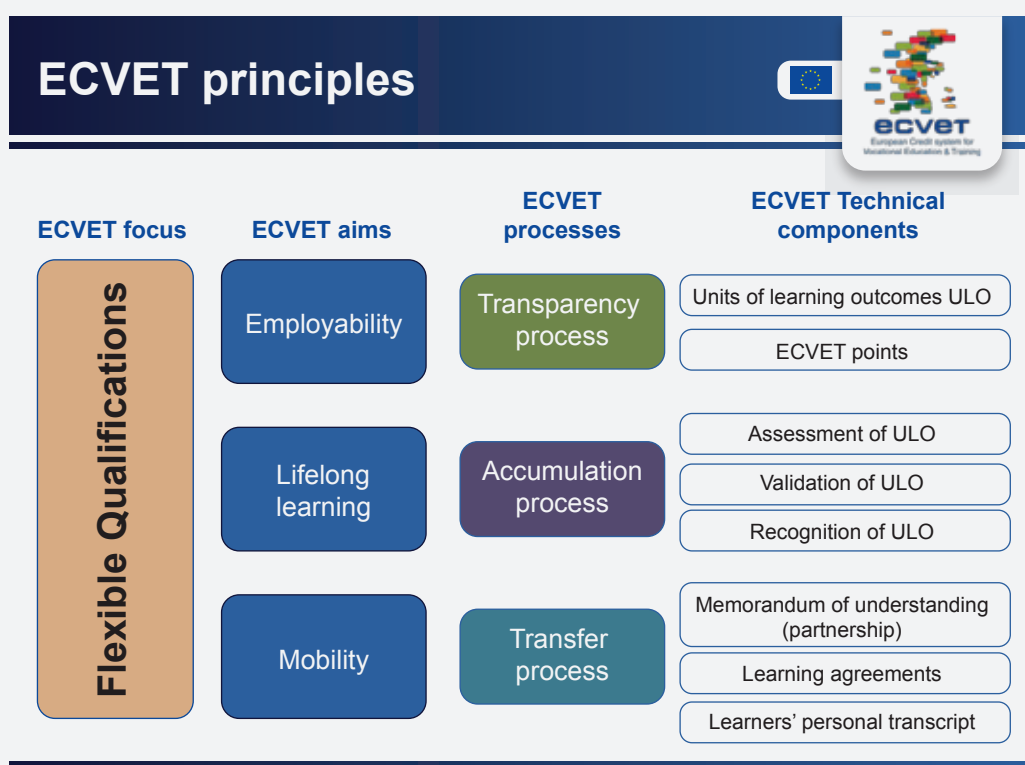 ECVET principles
ecvet
European Credit system for
Vocational Education & Training
ECVET focus
ECVET aims
ECVET
processes
ECVET Technical
components
Flexible Qualifications
Employability
Lifelong
learning
Mobility
Transparency
process
Accumulation
process
Transfer
process
Units of learning outcomes ULO
ECVET points
Assessment of ULO
Validation of ULO
Recognition of ULO
Memorandum of understanding
(partnership)
Learning agreements
Learners’ personal transcript